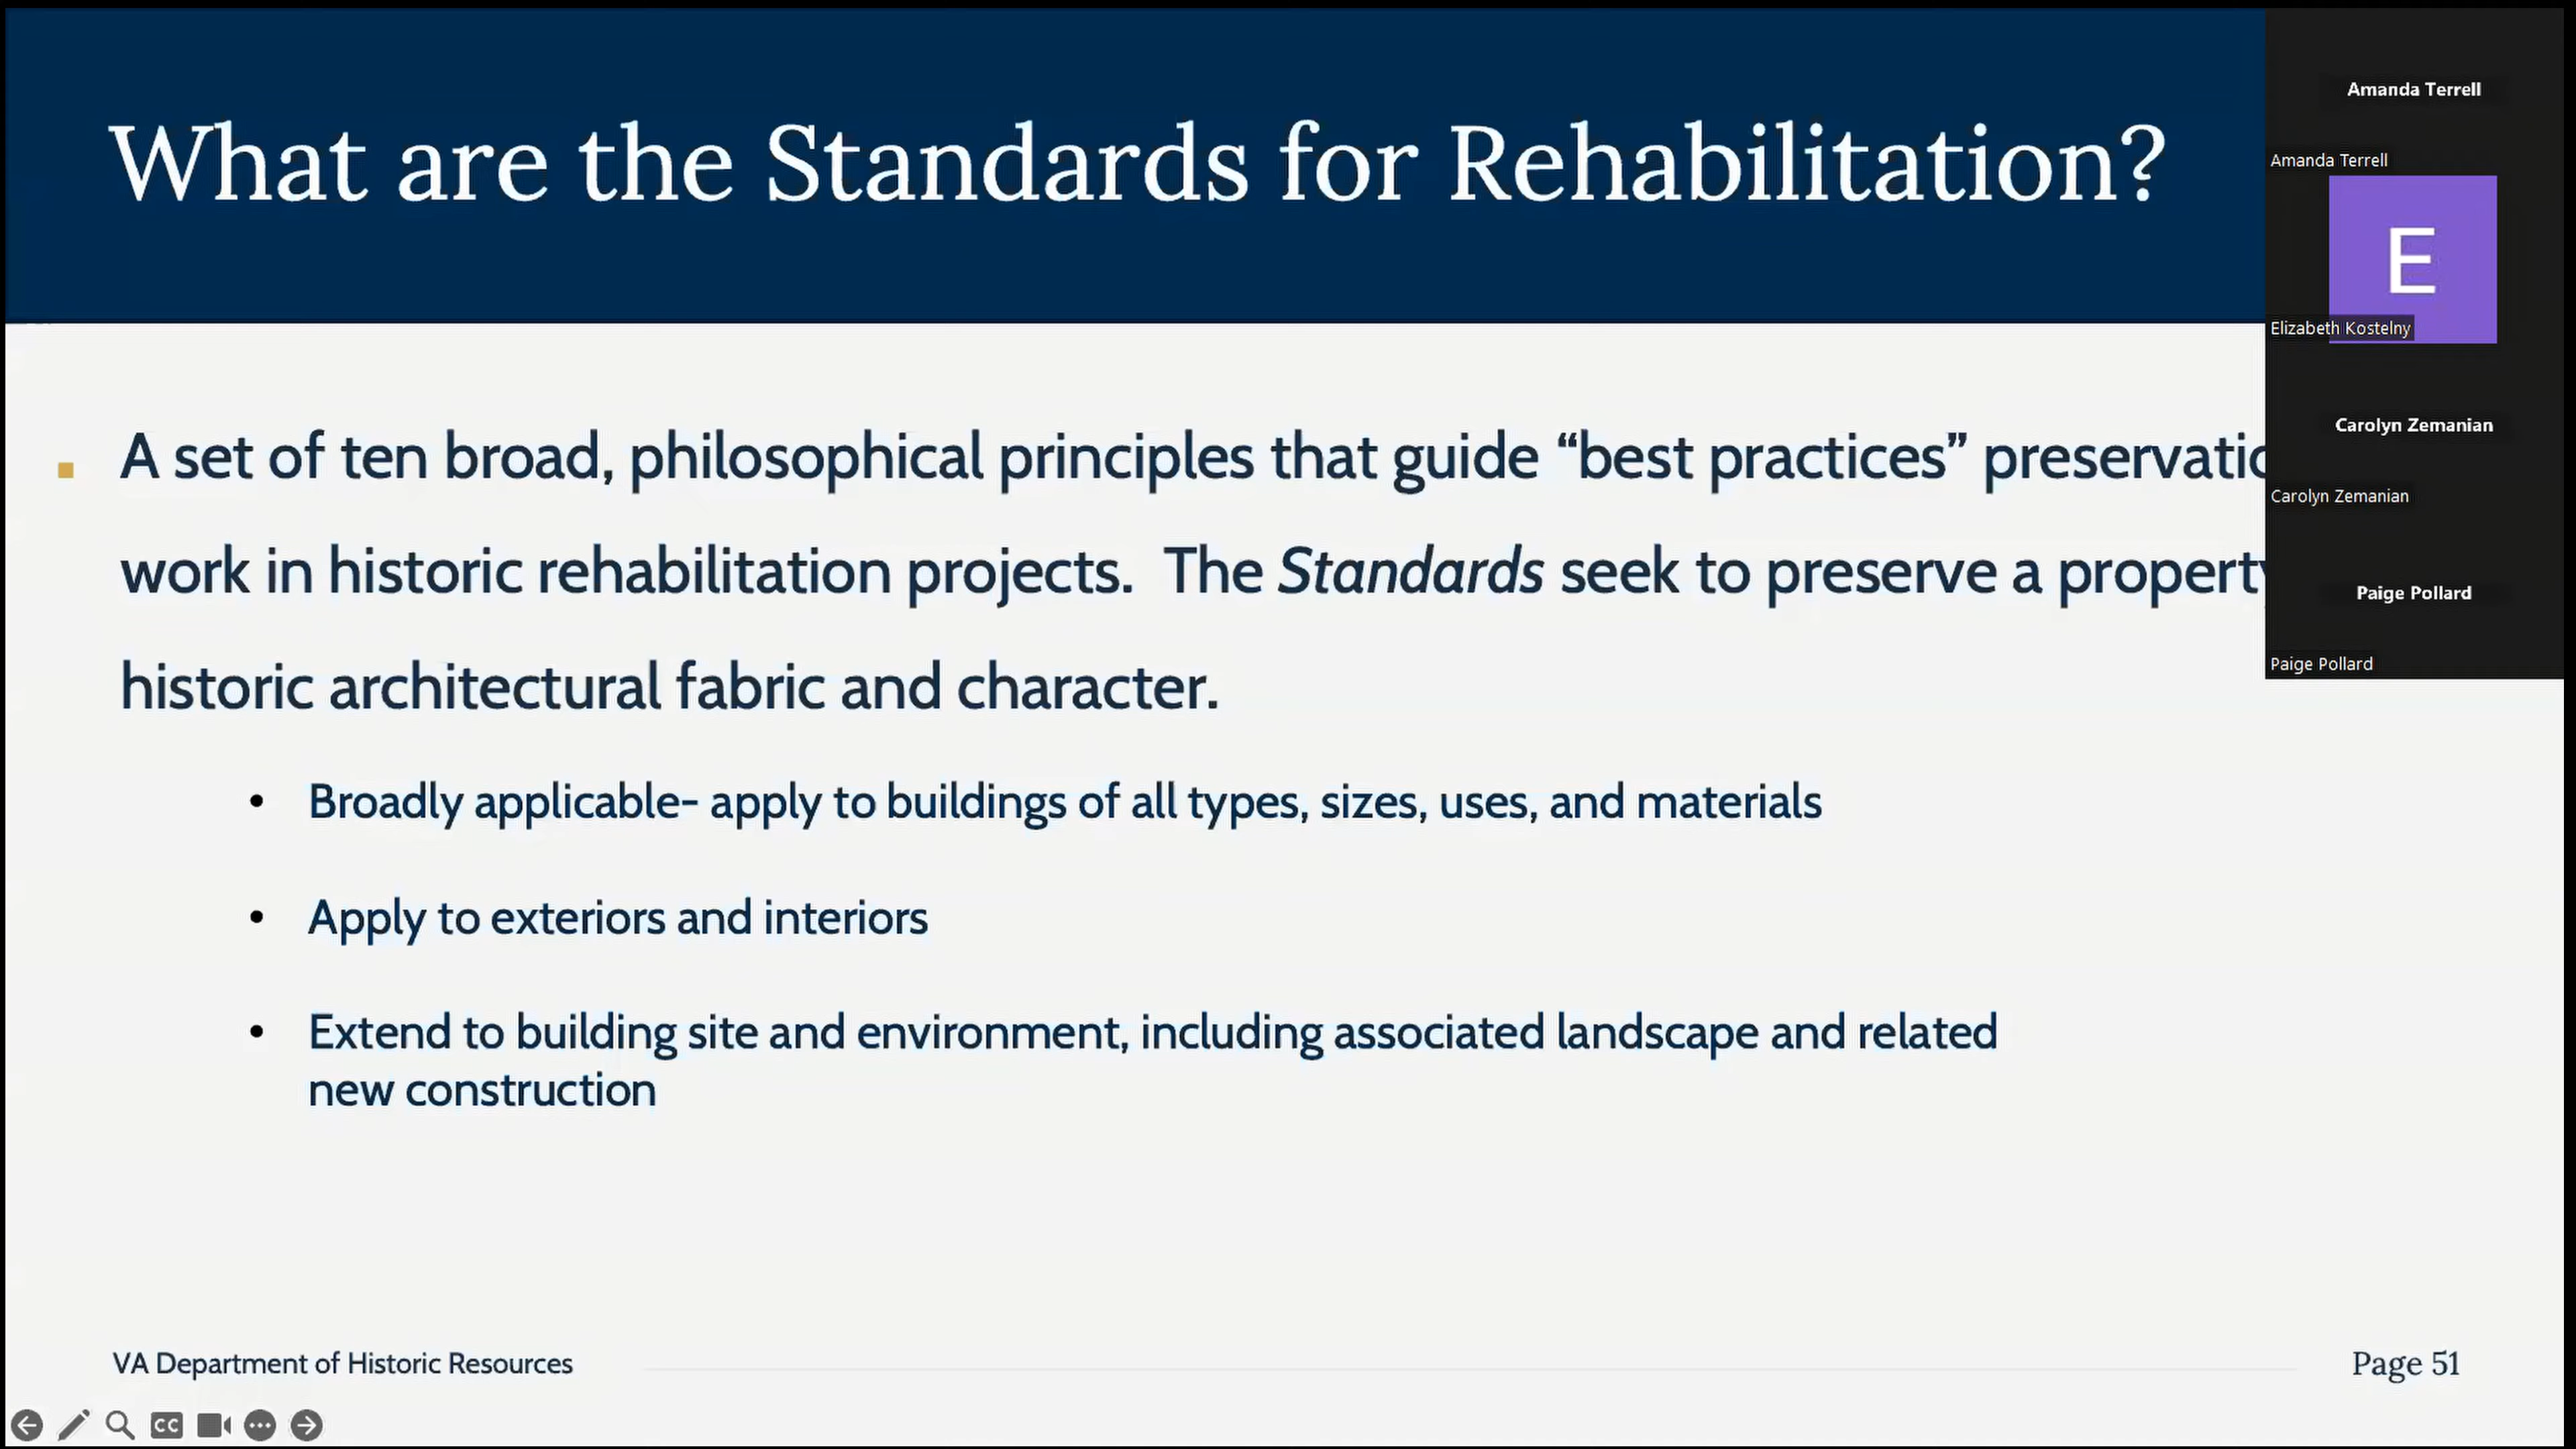 What are the Standards for Rehabilitation?
A set of ten broad, philosophical principles that guide “best practices”
work in historic rehabilitation projects. The Standards seek to preserve a
historic architectural fabric and character.
• Broadly applicable- apply to buildings of all types, sizes, uses, and materials
• Apply to exteriors and interiors
• Extend to building site and environment, including associated landscape and related
new construction
VA Department of Historic Resources
Page 51
CC
Amanda Terrell
Amanda Terrell
E
Elizabeth Kostelny
Carolyn Zemanian
Carolyn Zemanian
Paige Pollard
Paige Pollard